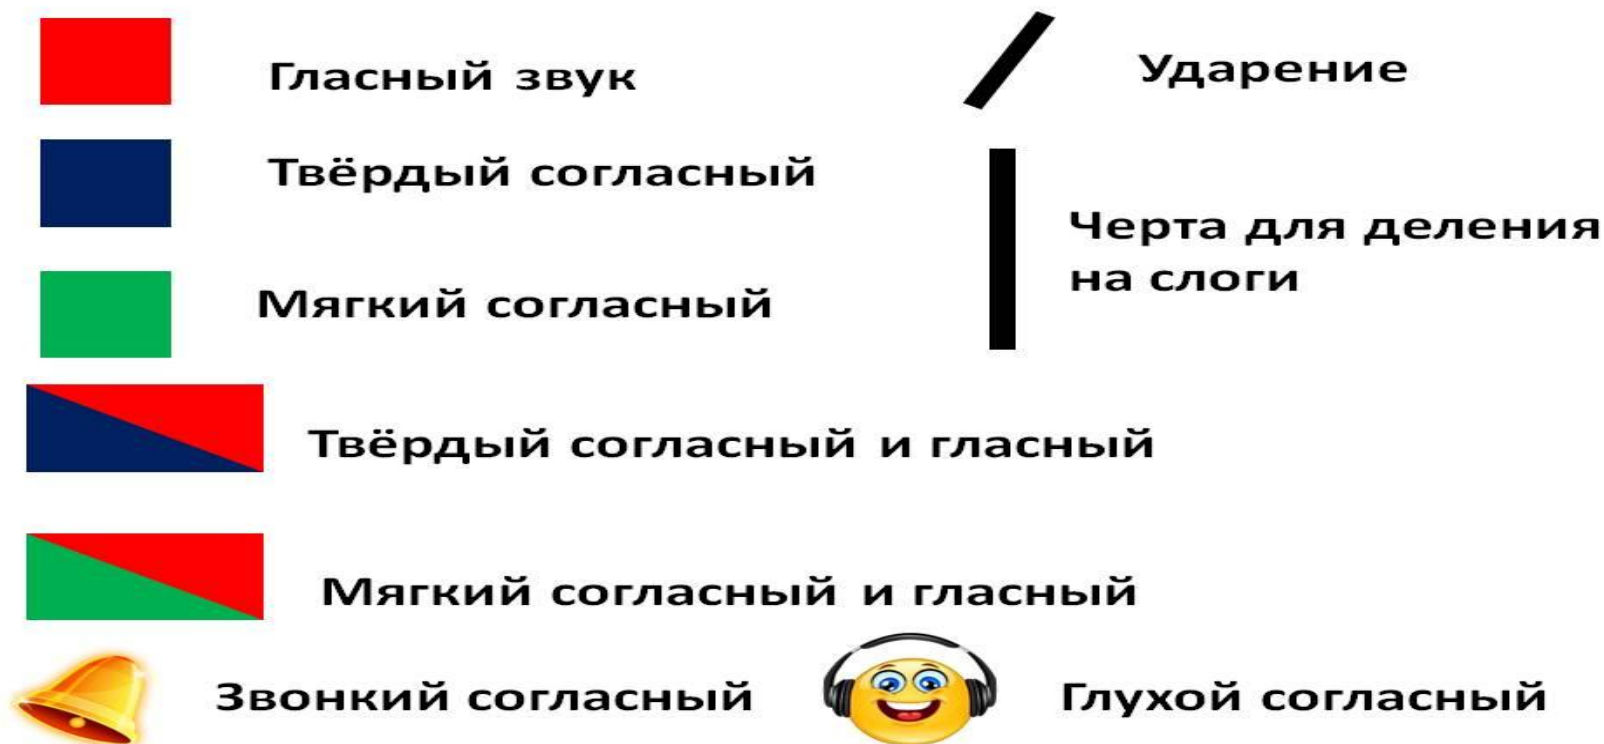 Гласный звук
Ударение
Твёрдый согласный
Черта для деления
на слоги
Мягкий согласный
Твёрдый согласный и гласный
Мягкий согласный и гласный
Звонкий согласный
Глухой согласный